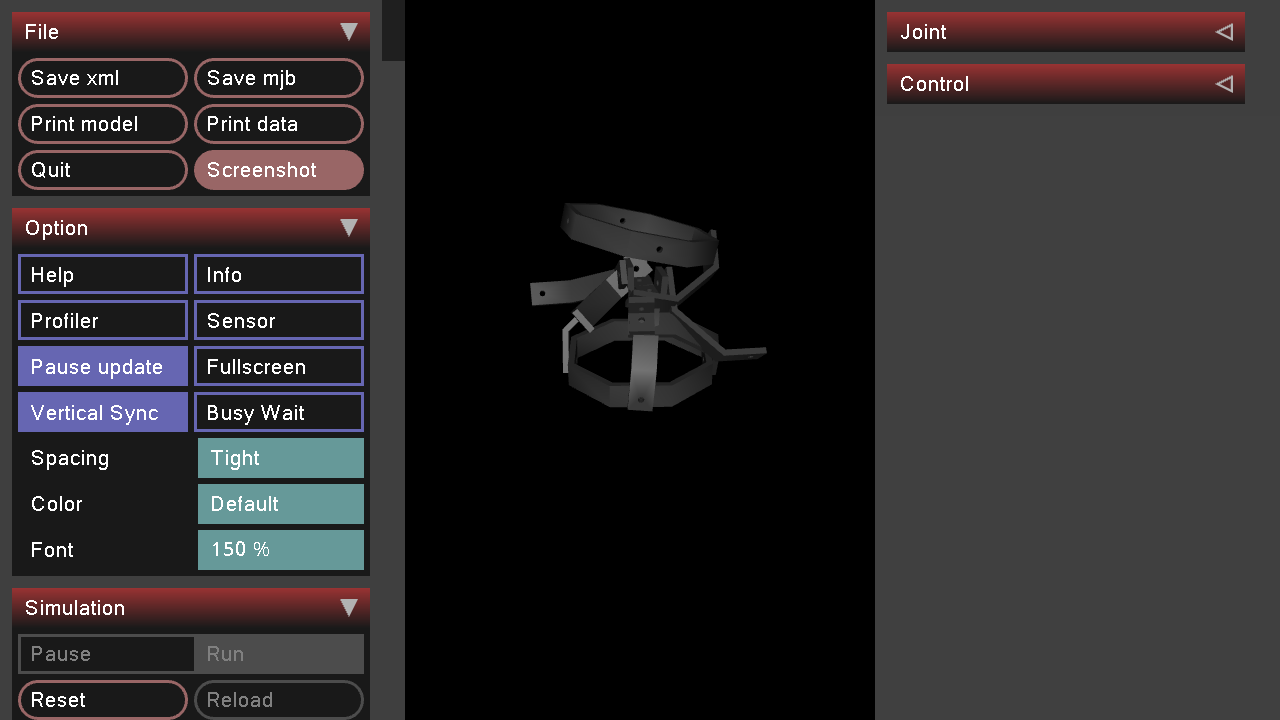 File
Save xml Save mjb
Print model Print data
Quit Screenshot
Option
Help Info
Profiler Sensor
Pause update Fullscreen
Vertical Sync Busy Wait
Spacing Tight
Color Default
Font 150 %
Simulation
Pause Run
Reset Reload
Joint
Control